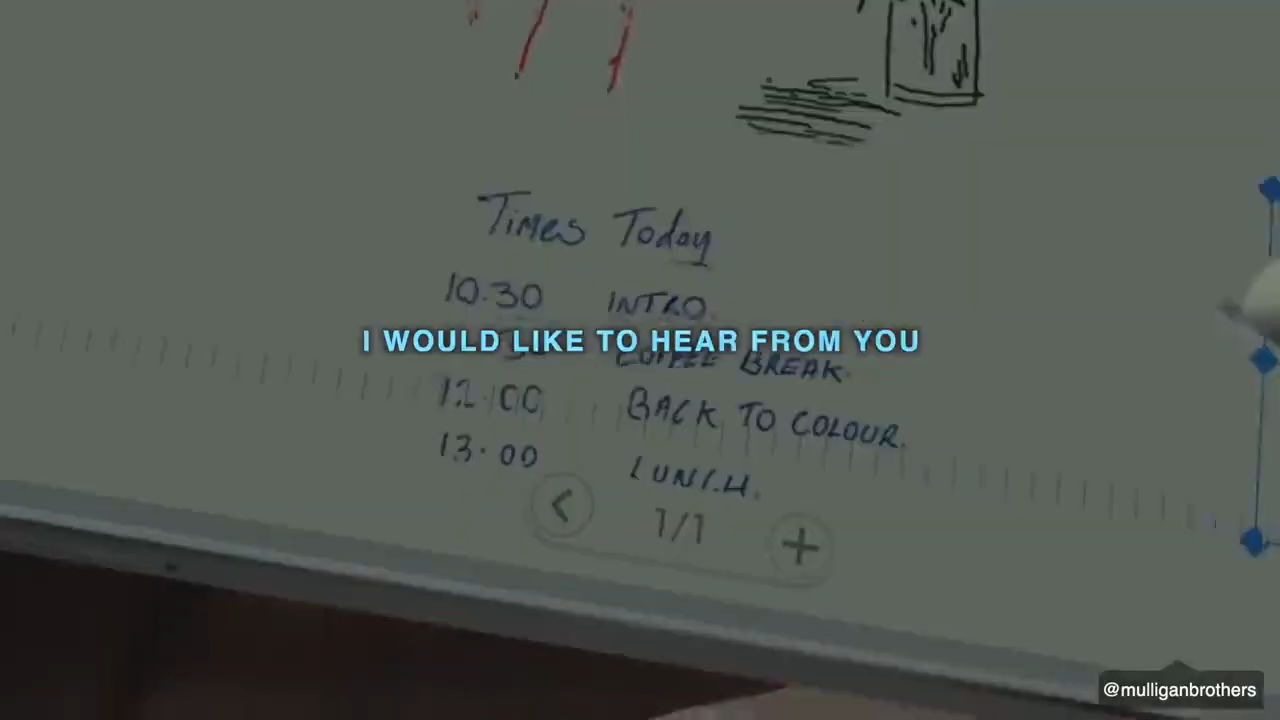 Times Today
10.30 INTRO.
I WOULD LIKE TO HEAR FROM YOU
30 COFFEE BREAK.
12.00 BACK TO COLOUR.
13.00 LUNCH.
1/1
@mulliganbrothers